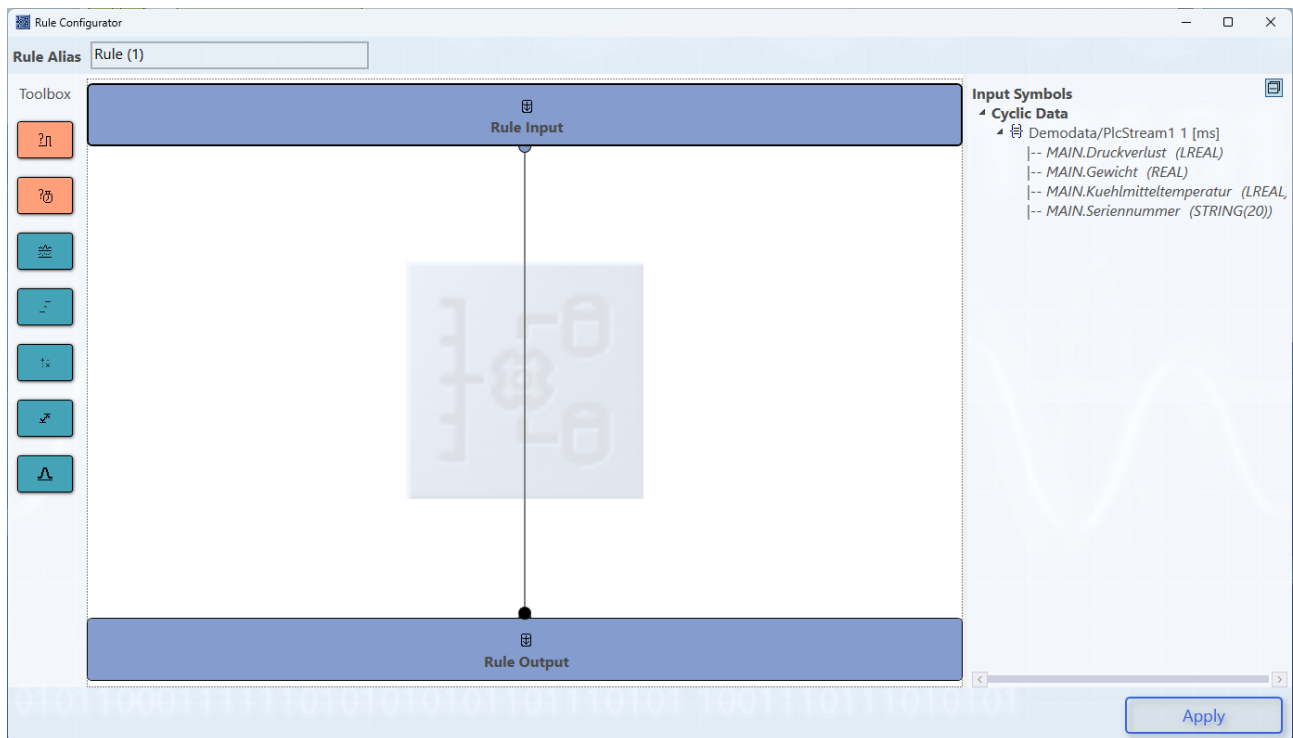 Rule Configurator
Rule Alias
Rule (1)
Toolbox
Rule Input
Rule Output
Input Symbols
Cyclic Data
Demodata/PlcStream1 1 [ms]
|-- MAIN.Druckverlust (LREAL)
|-- MAIN.Gewicht (REAL)
|-- MAIN.Kuehlmitteltemperatur (LREAL,
|-- MAIN.Seriennummer (STRING(20))
Apply